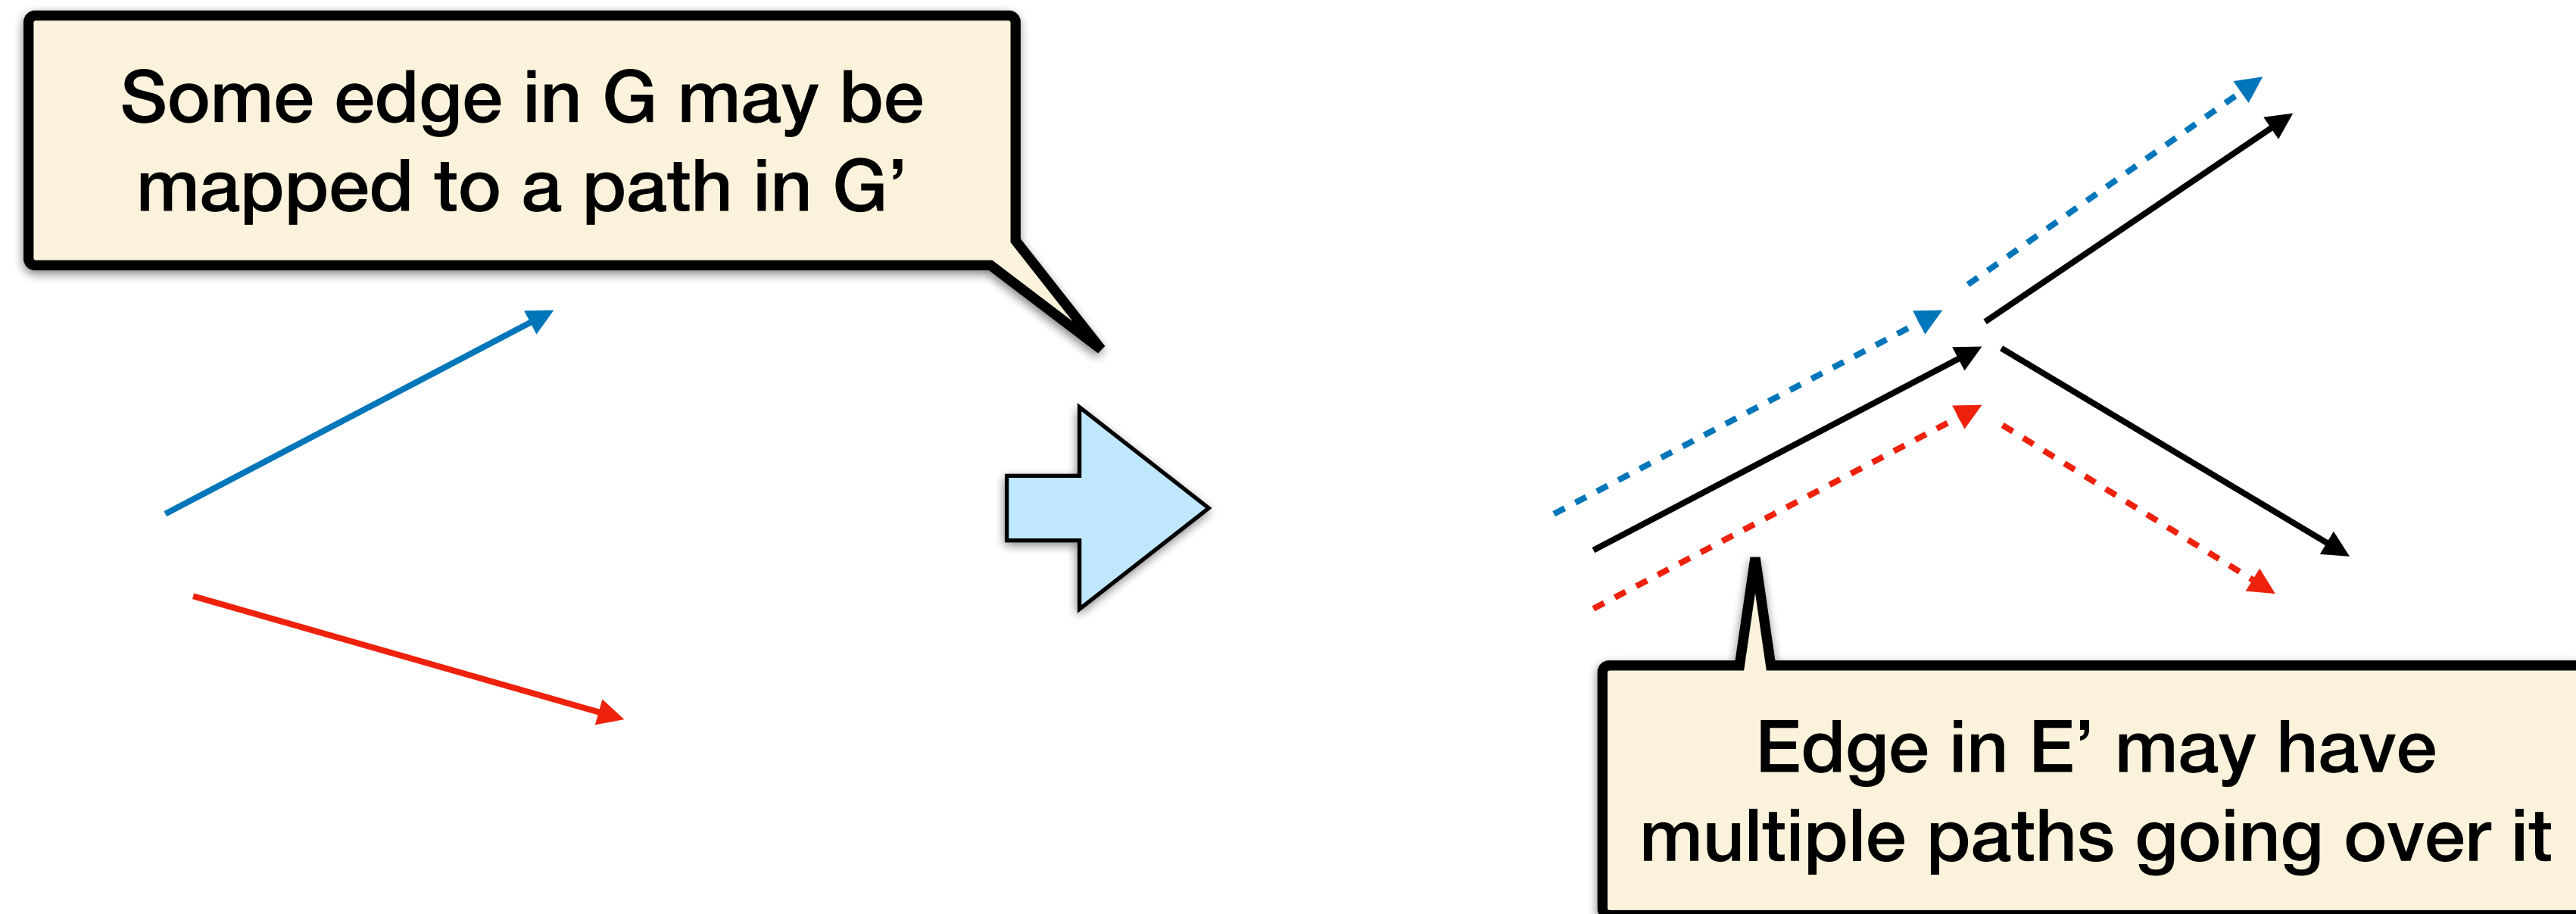 Some edge in G may be
mapped to a path in G’
Edge in E’ may have
multiple paths going over it